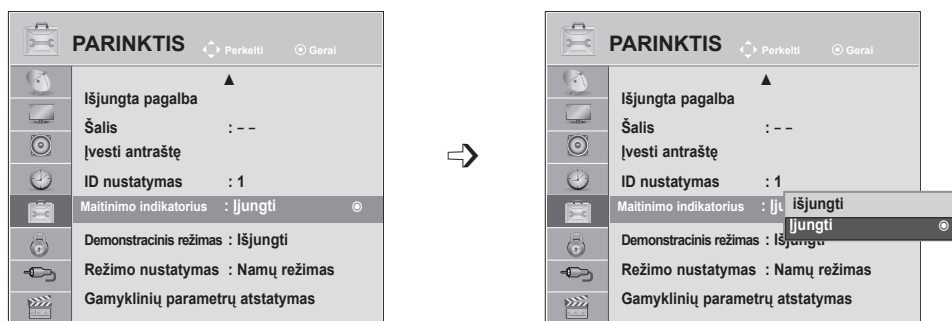 PARINKTIS Perkelti Gerai
Išjungta pagalba
Šalis : – –
Įvesti antraštę
ID nustatymas : 1
Maitinimo indikatorius : Įjungti
Demonstracinis režimas : Išjungti
Režimo nustatymas : Namų režimas
Gamyklinių parametrų atstatymas
PARINKTIS Perkelti Gerai
Išjungta pagalba
Šalis : – –
Įvesti antraštę
ID nustatymas : 1
Maitinimo indikatorius : Įju
išjungti
Įjungti
Demonstracinis režimas : Išjungti
Režimo nustatymas : Namų režimas
Gamyklinių parametrų atstatymas